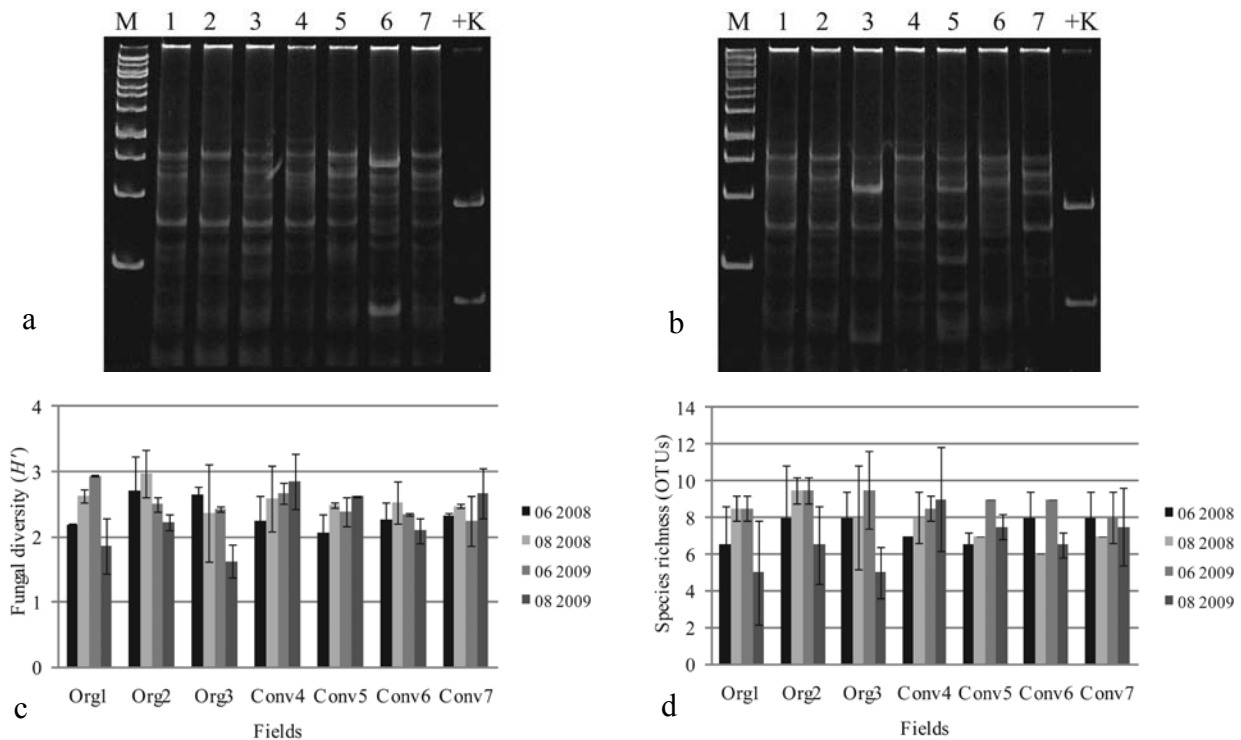 M 1 2 3 4 5 6 7 +K
a
M 1 2 3 4 5 6 7 +K
b
4
3
2
1
0
Fungal diversity (H')
Org1 Org2 Org3 Conv4 Conv5 Conv6 Conv7
Fields
06 2008
08 2008
06 2009
08 2009
c
14
12
10
8
6
4
2
0
Species richness (OTUs)
Org1 Org2 Org3 Conv4 Conv5 Conv6 Conv7
Fields
06 2008
08 2008
06 2009
08 2009
d